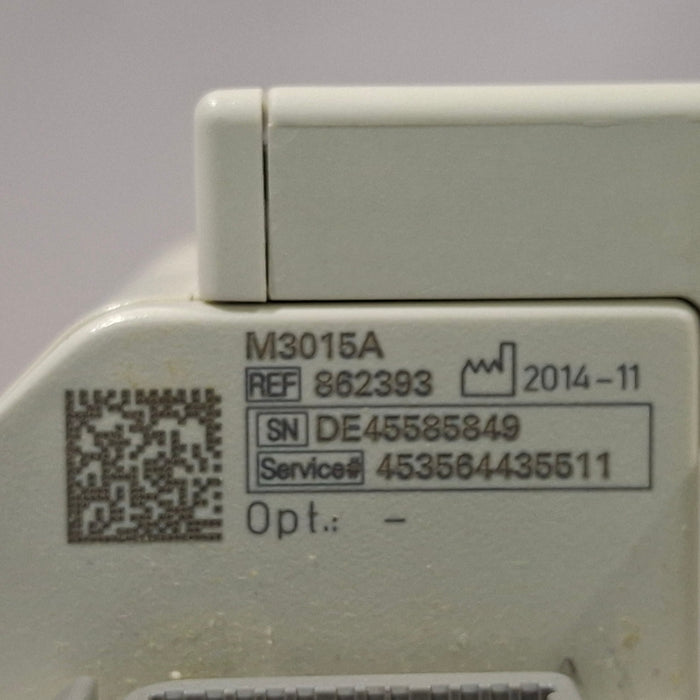 M3015A
REF 862393 2014-11
SN DE45585849
Service# 453564435511
Opt.: -